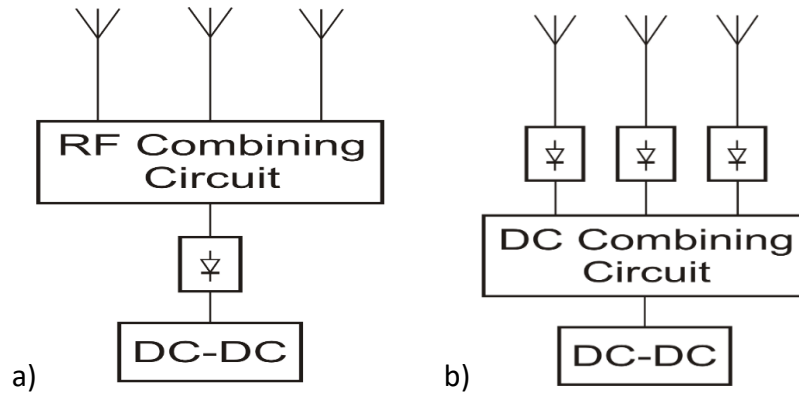 RF Combining
Circuit
DC-DC
a)
DC Combining
Circuit
DC-DC
b)